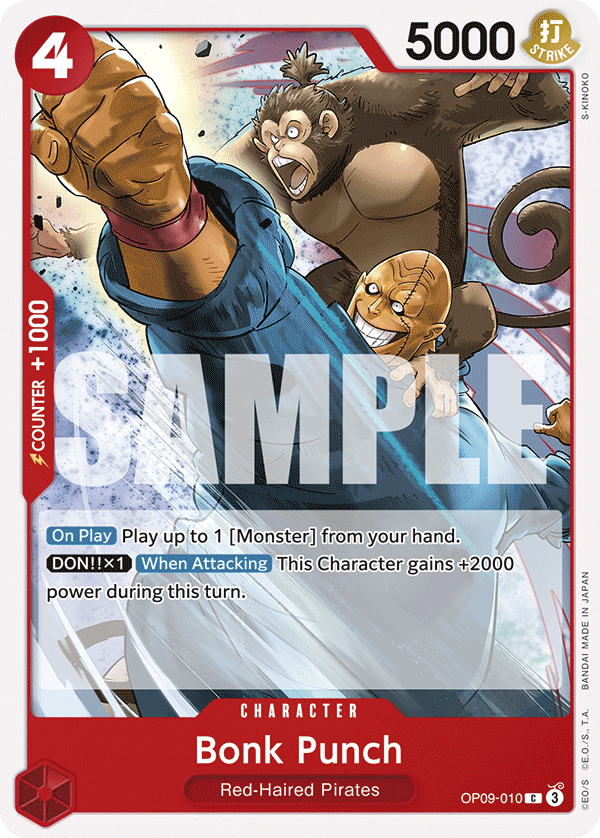 4
5000
打
STRIKE
S-KINOKO
COUNTER +1000
SAMPLE
On Play Play up to 1 [Monster] from your hand.
DON!!×1 When Attacking This Character gains +2000
power during this turn.
CHARACTER
Bonk Punch
Red-Haired Pirates
OP09-010 C 3
©EO/S ©E.O./S., T.A. BANDAI MADE IN JAPAN